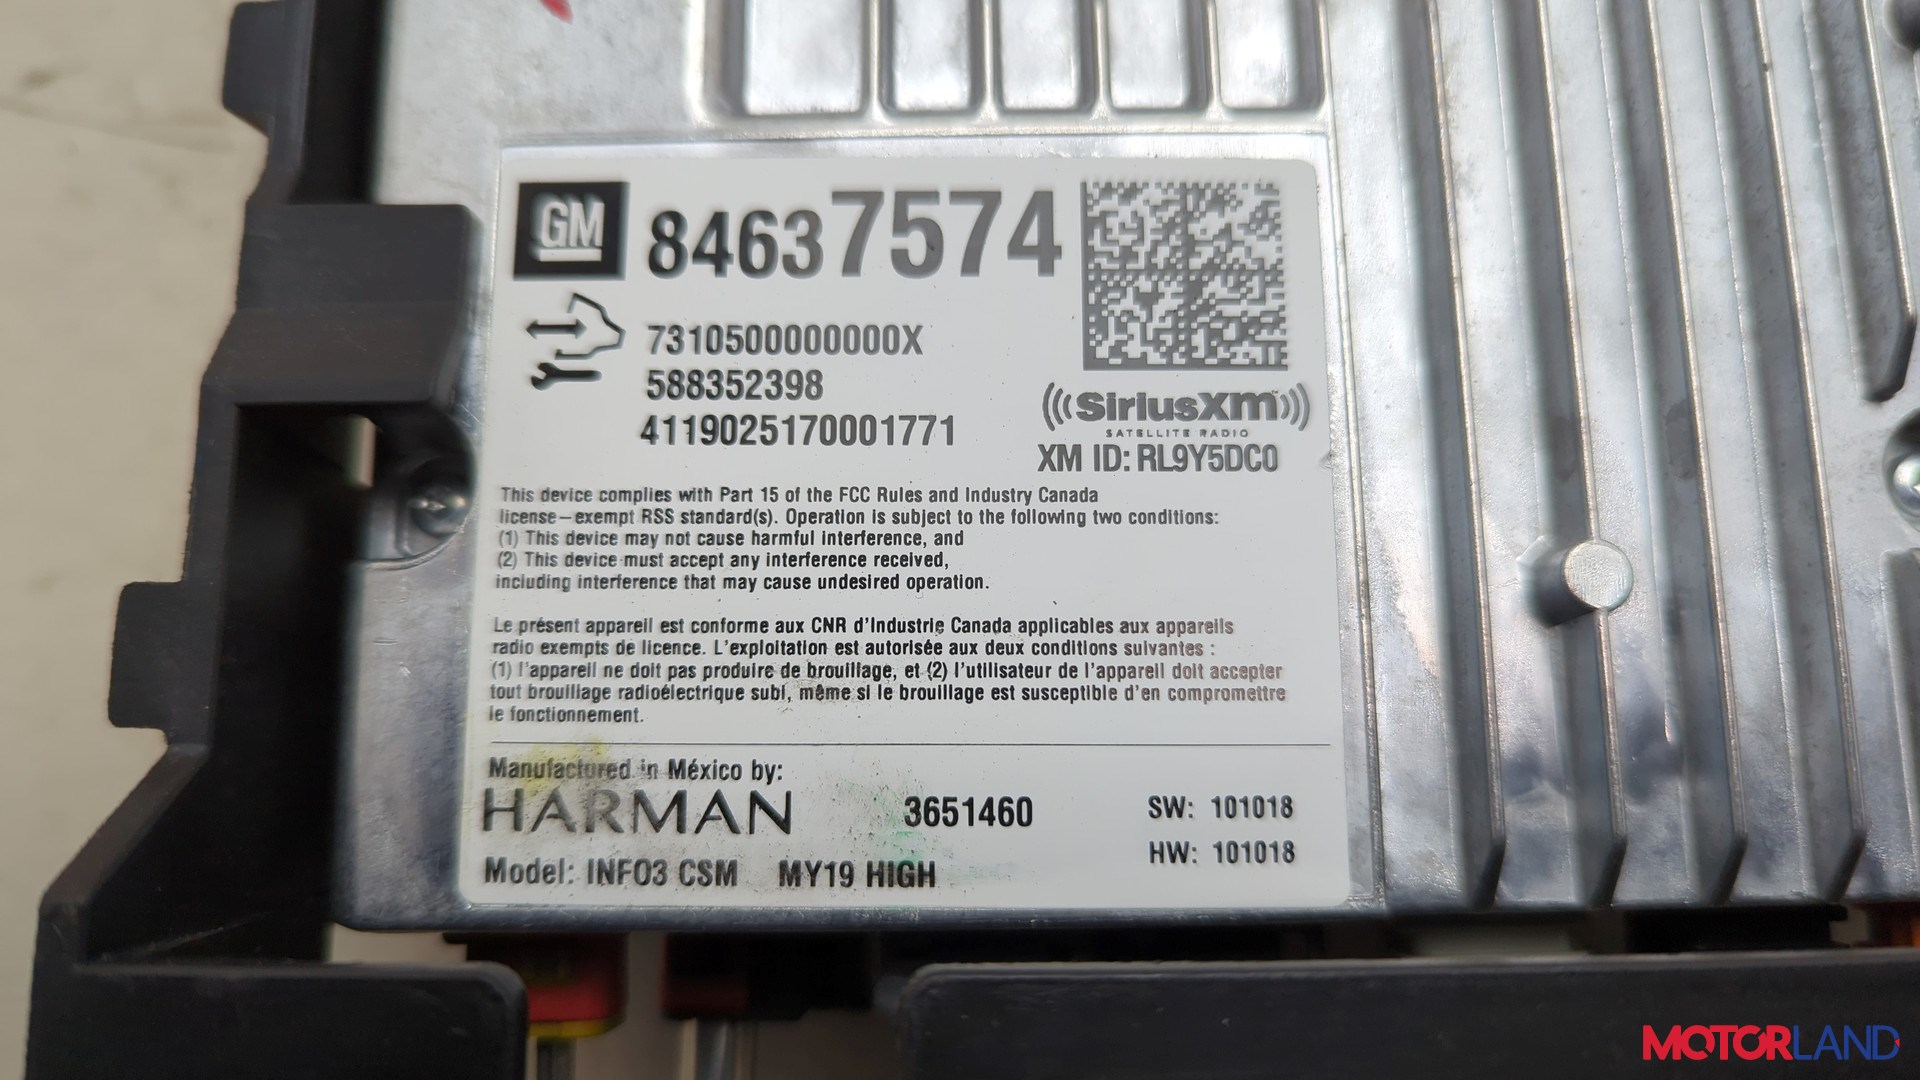 GM
84637574
7310500000000X
588352398
4119025170001771
(((SiriusXM)))
SATELLITE RADIO
XM ID: RL9Y5DC0
This device complies with Part 15 of the FCC Rules and Industry Canada
license-exempt RSS standard(s). Operation is subject to the following two conditions:
(1) This device may not cause harmful interference, and
(2) This device must accept any interference received,
including interference that may cause undesired operation.
Le présent appareil est conforme aux CNR d'Industrie Canada applicables aux appareils
radio exempts de licence. L'exploitation est autorisée aux deux conditions suivantes :
(1) l'appareil ne doit pas produire de brouillage, et (2) l'utilisateur de l'appareil doit accepter
tout brouillage radioélectrique subi, même si le brouillage est susceptible d'en compromettre
le fonctionnement.
Manufactured in México by:
HARMAN 3651460 SW: 101018
HW: 101018
Model: INFO3 CSM MY19 HIGH
MOTORLAND